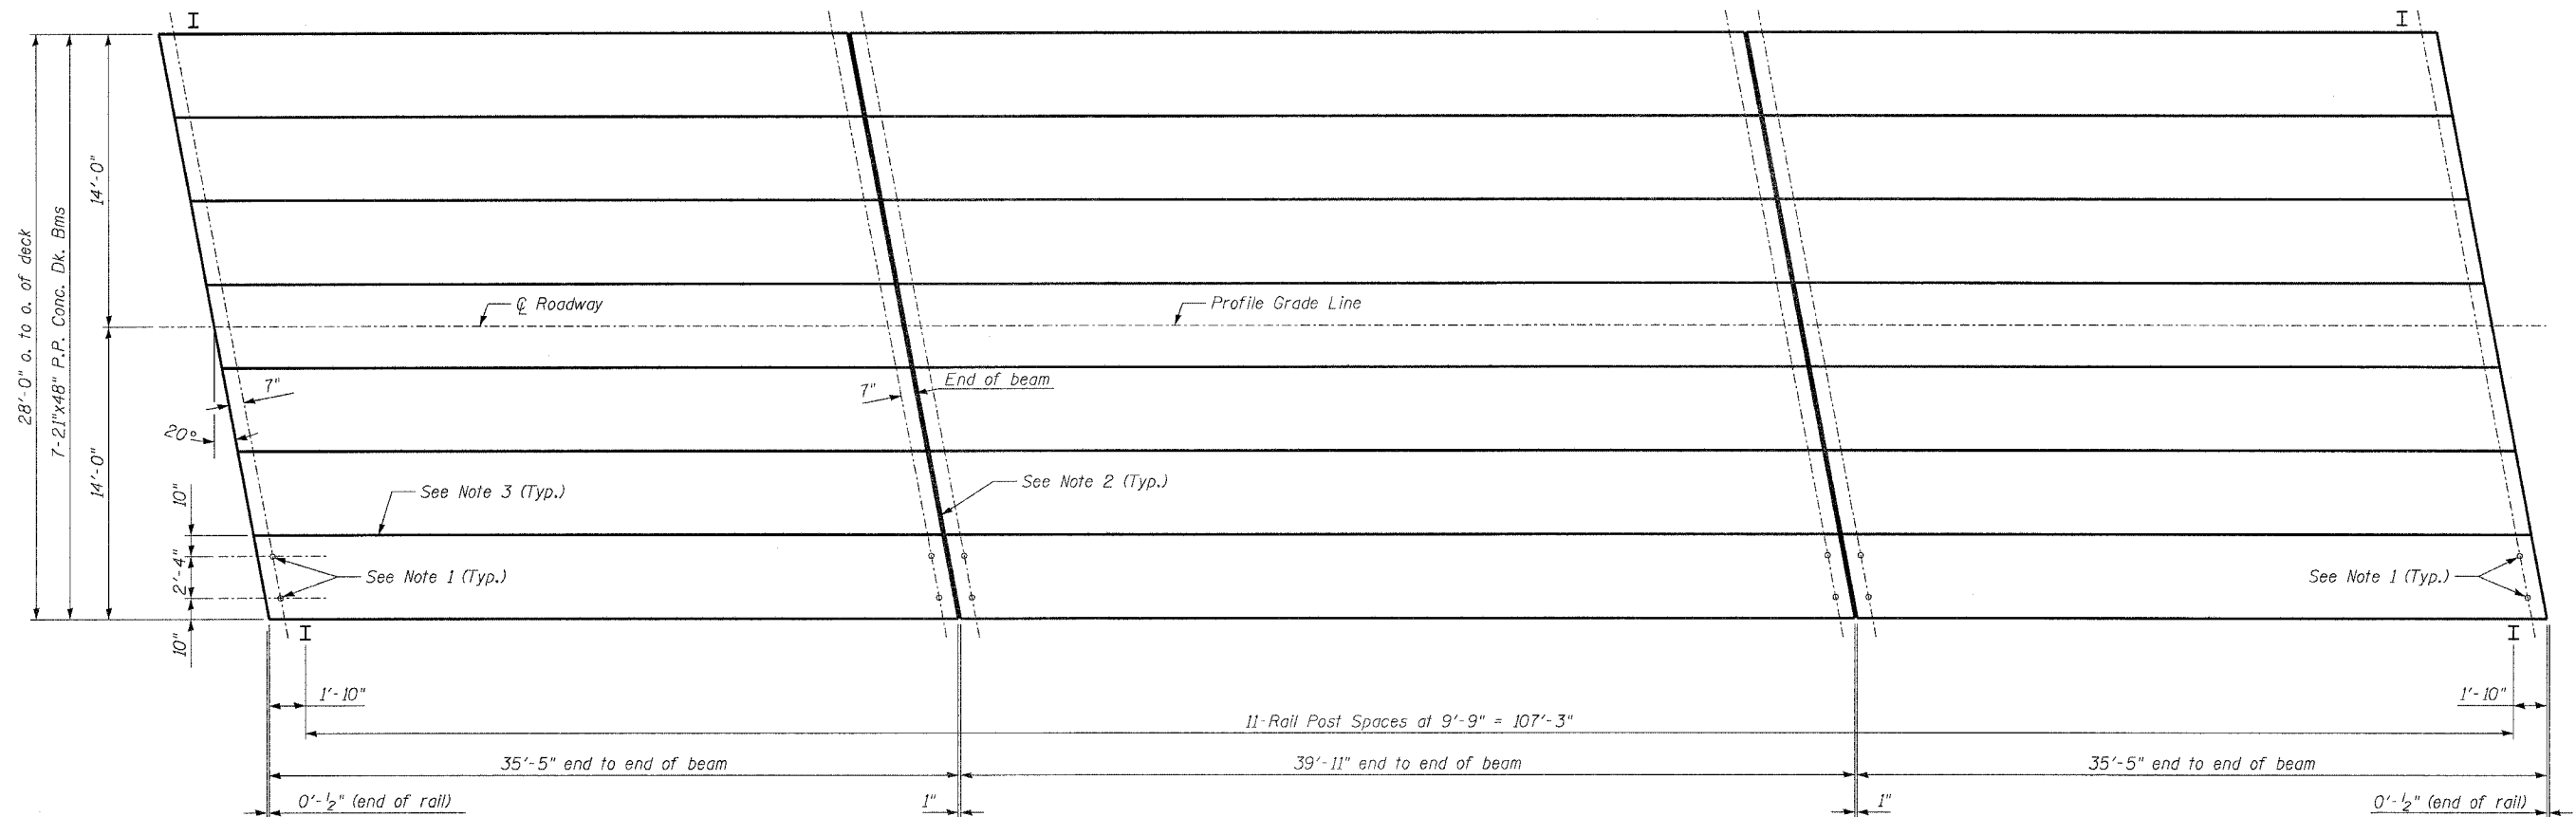 I
I
28'-0" o. to o. of deck
7-21"x48" P.P. Conc. Dk. Bms
14'-0"
14'-0"
℄ Roadway
Profile Grade Line
7"
7"
End of beam
20°
10"
2'-4"
10"
See Note 3 (Typ.)
See Note 2 (Typ.)
See Note 1 (Typ.)
See Note 1 (Typ.)
I
I
1'-10"
1'-10"
11-Rail Post Spaces at 9'-9" = 107'-3"
35'-5" end to end of beam
39'-11" end to end of beam
35'-5" end to end of beam
0'-½" (end of rail)
1"
1"
0'-½" (end of rail)